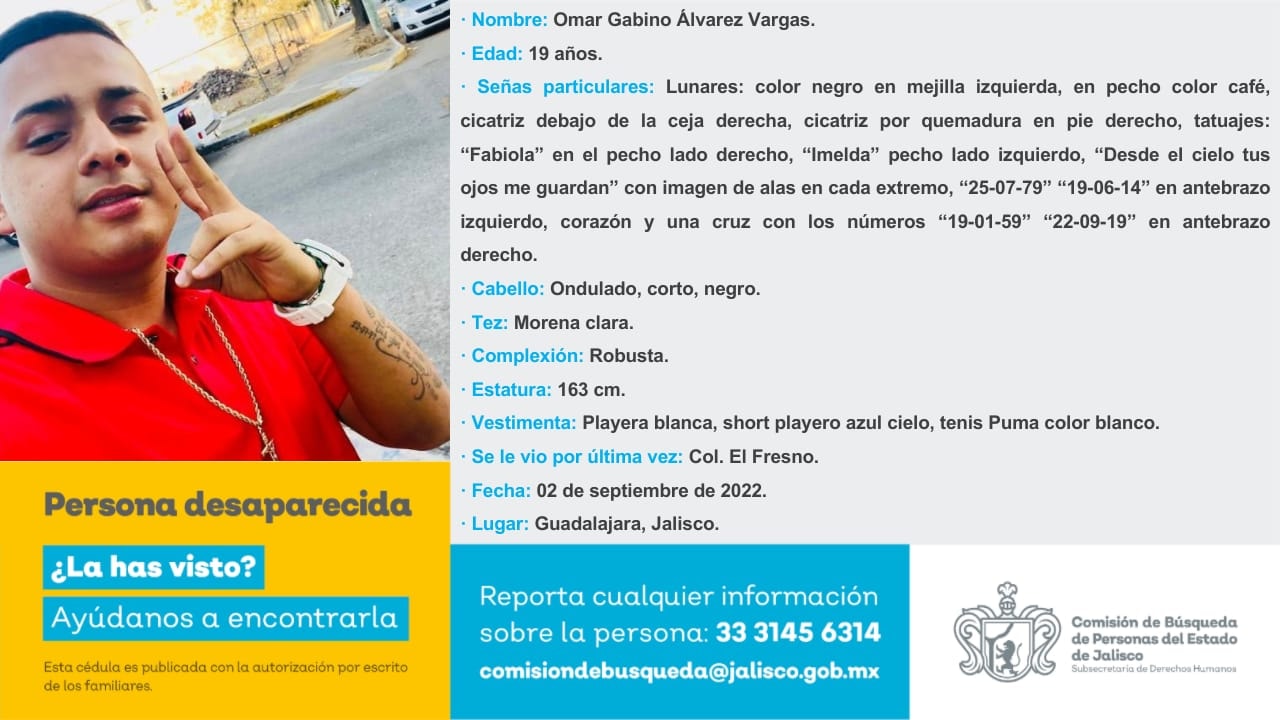 · Nombre: Omar Gabino Álvarez Vargas.
· Edad: 19 años.
· Señas particulares: Lunares: color negro en mejilla izquierda, en pecho color café,
cicatriz debajo de la ceja derecha, cicatriz por quemadura en pie derecho, tatuajes:
“Fabiola” en el pecho lado derecho, “Imelda” pecho lado izquierdo, “Desde el cielo tus
ojos me guardan” con imagen de alas en cada extremo, “25-07-79” “19-06-14” en antebrazo
izquierdo, corazón y una cruz con los números “19-01-59” “22-09-19” en antebrazo
derecho.
· Cabello: Ondulado, corto, negro.
· Tez: Morena clara.
· Complexión: Robusta.
· Estatura: 163 cm.
· Vestimenta: Playera blanca, short playero azul cielo, tenis Puma color blanco.
· Se le vio por última vez: Col. El Fresno.
· Fecha: 02 de septiembre de 2022.
· Lugar: Guadalajara, Jalisco.
Persona desaparecida
¿La has visto?
Ayúdanos a encontrarla
Esta cédula es publicada con la autorización por escrito
de los familiares.
Reporta cualquier información
sobre la persona: 33 3145 6314
comisiondebusqueda@jalisco.gob.mx
Comisión de Búsqueda
de Personas del Estado
de Jalisco
Subsecretaría de Derechos Humanos